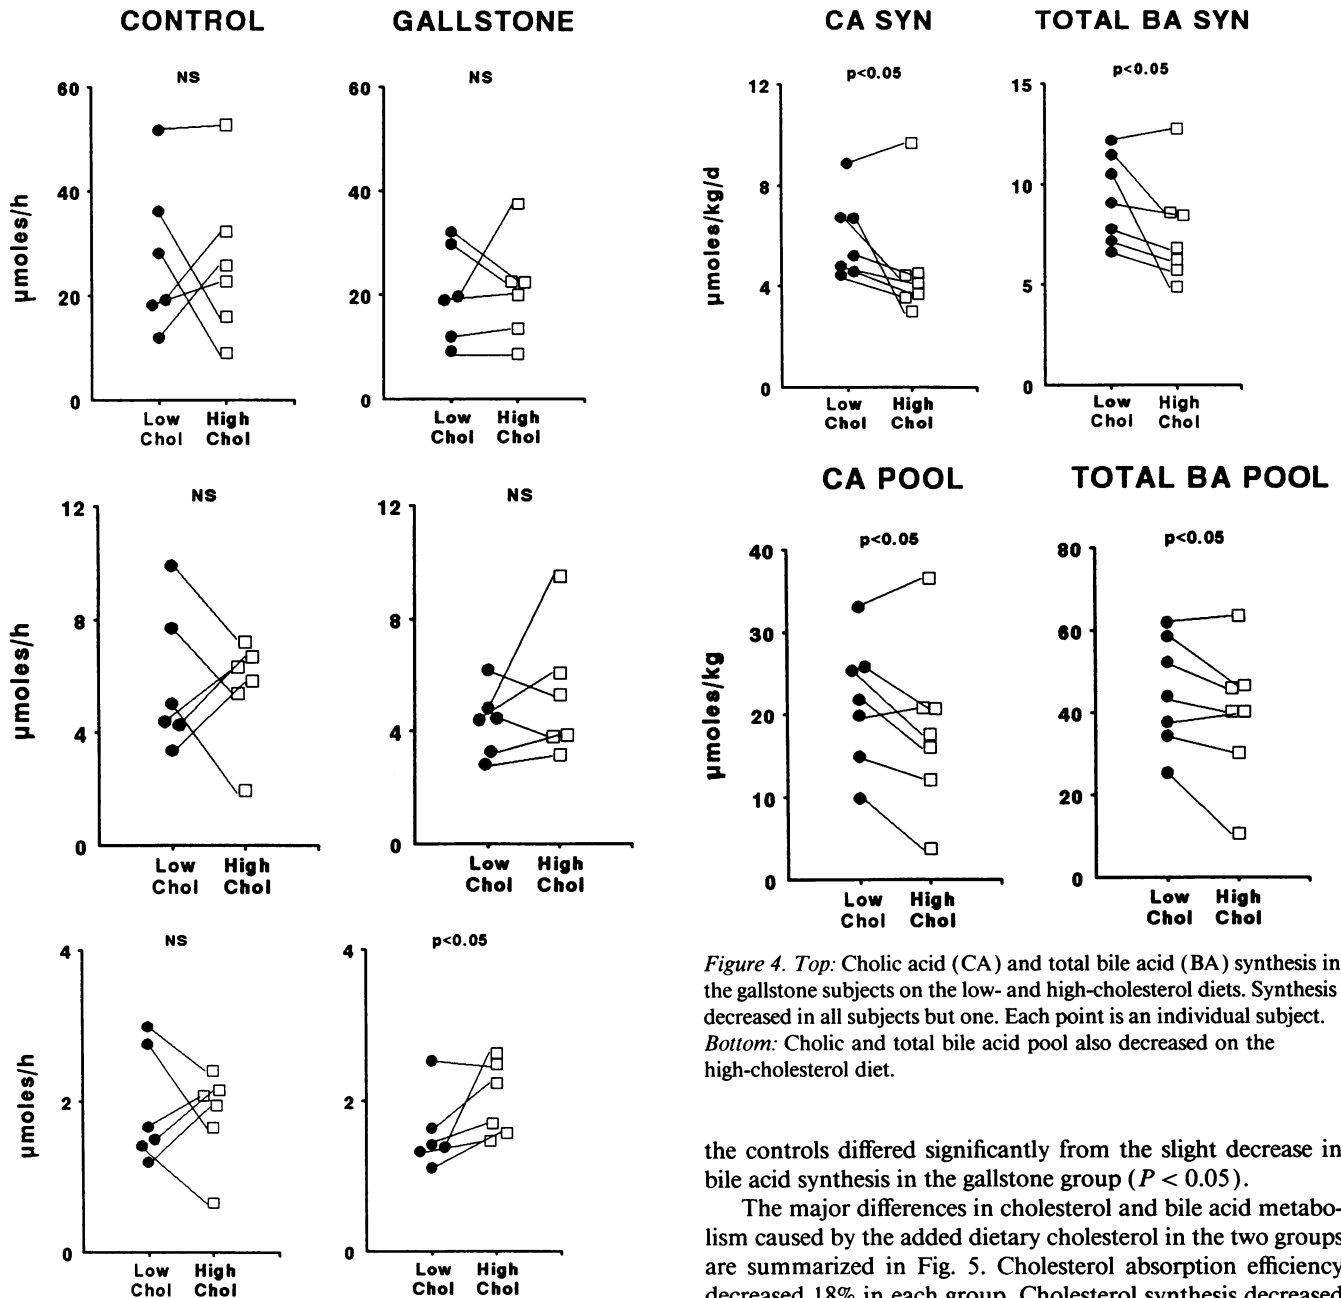 CONTROL
GALLSTONE
NS
NS
60
40
20
0
µmoles/h
Low Chol
High Chol
60
40
20
0
Low Chol
High Chol
NS
NS
12
8
4
0
µmoles/h
Low Chol
High Chol
12
8
4
0
Low Chol
High Chol
NS
p<0.05
4
2
0
µmoles/h
Low Chol
High Chol
4
2
0
Low Chol
High Chol
CA SYN
TOTAL BA SYN
p<0.05
p<0.05
12
8
4
0
µmoles/kg/d
Low Chol
High Chol
15
10
5
0
Low Chol
High Chol
CA POOL
TOTAL BA POOL
p<0.05
p<0.05
40
30
20
10
0
µmoles/kg
Low Chol
High Chol
80
60
40
20
0
Low Chol
High Chol
Figure 4. Top: Cholic acid (CA) and total bile acid (BA) synthesis in
the gallstone subjects on the low- and high-cholesterol diets. Synthesis
decreased in all subjects but one. Each point is an individual subject.
Bottom: Cholic and total bile acid pool also decreased on the
high-cholesterol diet.
the controls differed significantly from the slight decrease in
bile acid synthesis in the gallstone group (P < 0.05).
The major differences in cholesterol and bile acid metabo-
lism caused by the added dietary cholesterol in the two groups
are summarized in Fig. 5. Cholesterol absorption efficiency
decreased 18% in each group. Cholesterol synthesis decreased